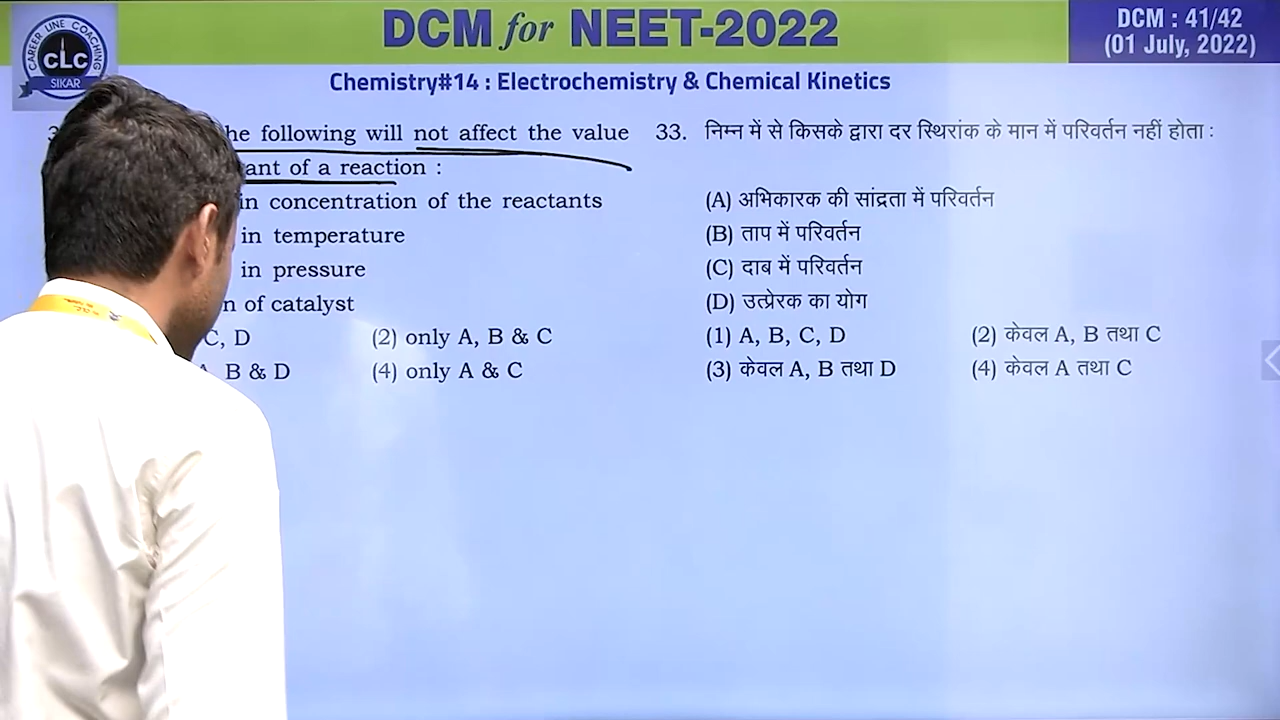 DCM for NEET-2022
DCM : 41/42
(01 July, 2022)
CAREER LINE COACHING
CLC
SIKAR
Chemistry#14 : Electrochemistry & Chemical Kinetics
he following will not affect the value
ant of a reaction :
in concentration of the reactants
in temperature
in pressure
n of catalyst
C, D (2) only A, B & C
A, B & D (4) only A & C
33. निम्न में से किसके द्वारा दर स्थिरांक के मान में परिवर्तन नहीं होता :
(A) अभिकारक की सांद्रता में परिवर्तन
(B) ताप में परिवर्तन
(C) दाब में परिवर्तन
(D) उत्प्रेरक का योग
(1) A, B, C, D (2) केवल A, B तथा C
(3) केवल A, B तथा D (4) केवल A तथा C